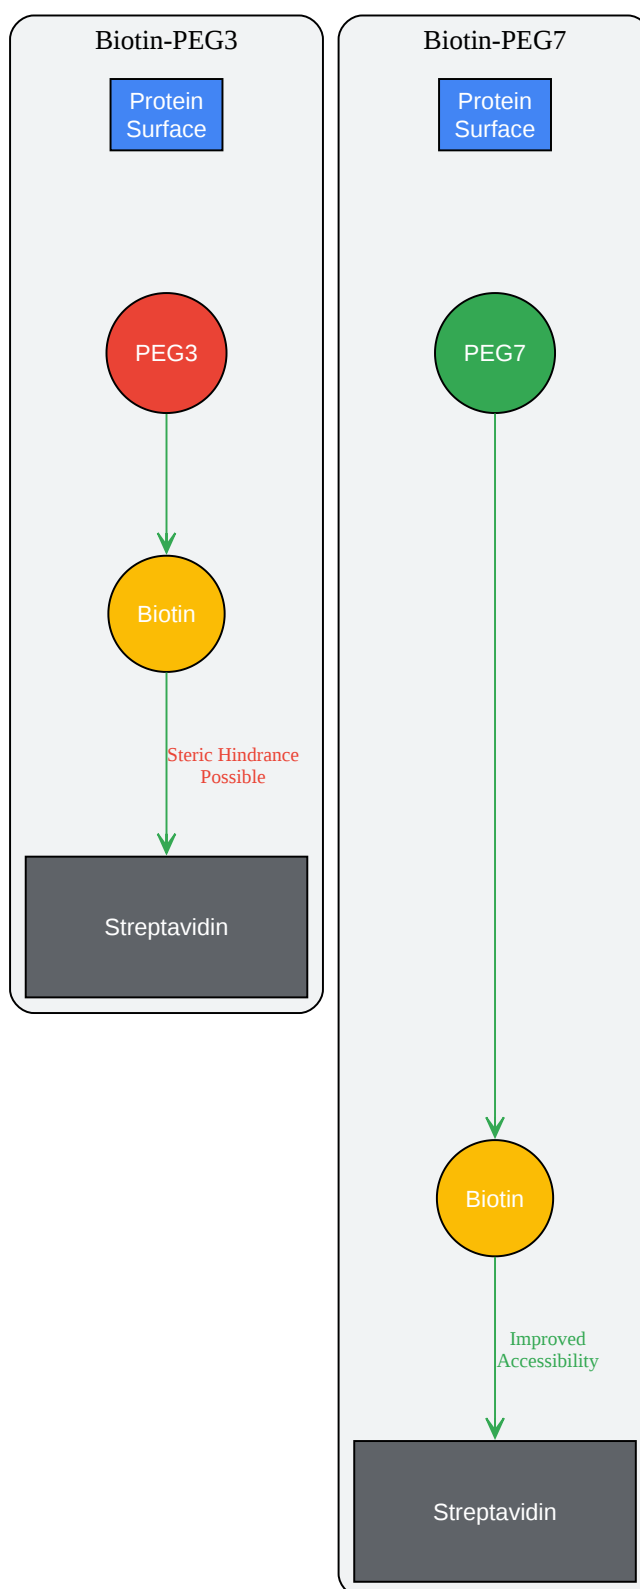 Biotin-PEG3
Protein
Surface
PEG3
Biotin
Steric Hindrance
Possible
Streptavidin
Biotin-PEG7
Protein
Surface
PEG7
Biotin
Improved
Accessibility
Streptavidin